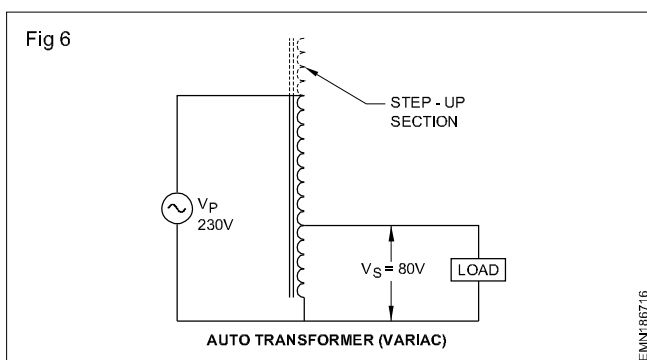 Fig 6
STEP - UP
SECTION
VP
230V
VS = 80V
LOAD
AUTO TRANSFORMER (VARIAC)
EMN186716